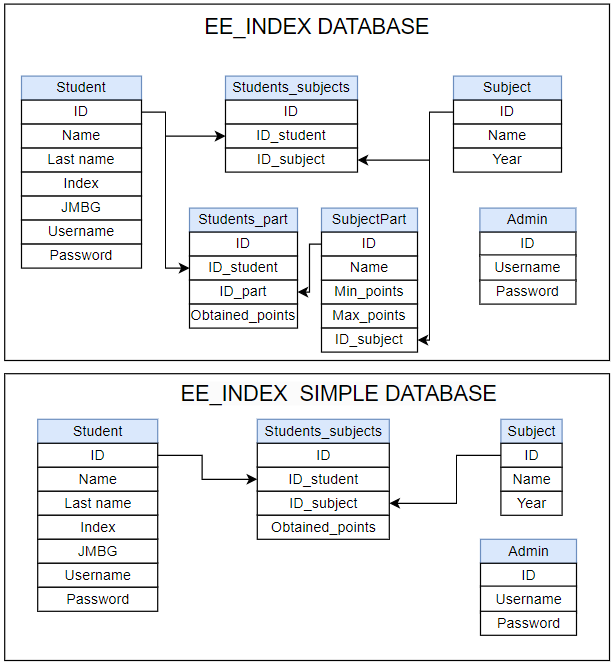 EE_INDEX DATABASE
Student
ID
Name
Last name
Index
JMBG
Username
Password
Students_subjects
ID
ID_student
ID_subject
Subject
ID
Name
Year
Students_part
ID
ID_student
ID_part
Obtained_points
SubjectPart
ID
Name
Min_points
Max_points
ID_subject
Admin
ID
Username
Password
EE_INDEX SIMPLE DATABASE
Student
ID
Name
Last name
Index
JMBG
Username
Password
Students_subjects
ID
ID_student
ID_subject
Obtained_points
Subject
ID
Name
Year
Admin
ID
Username
Password